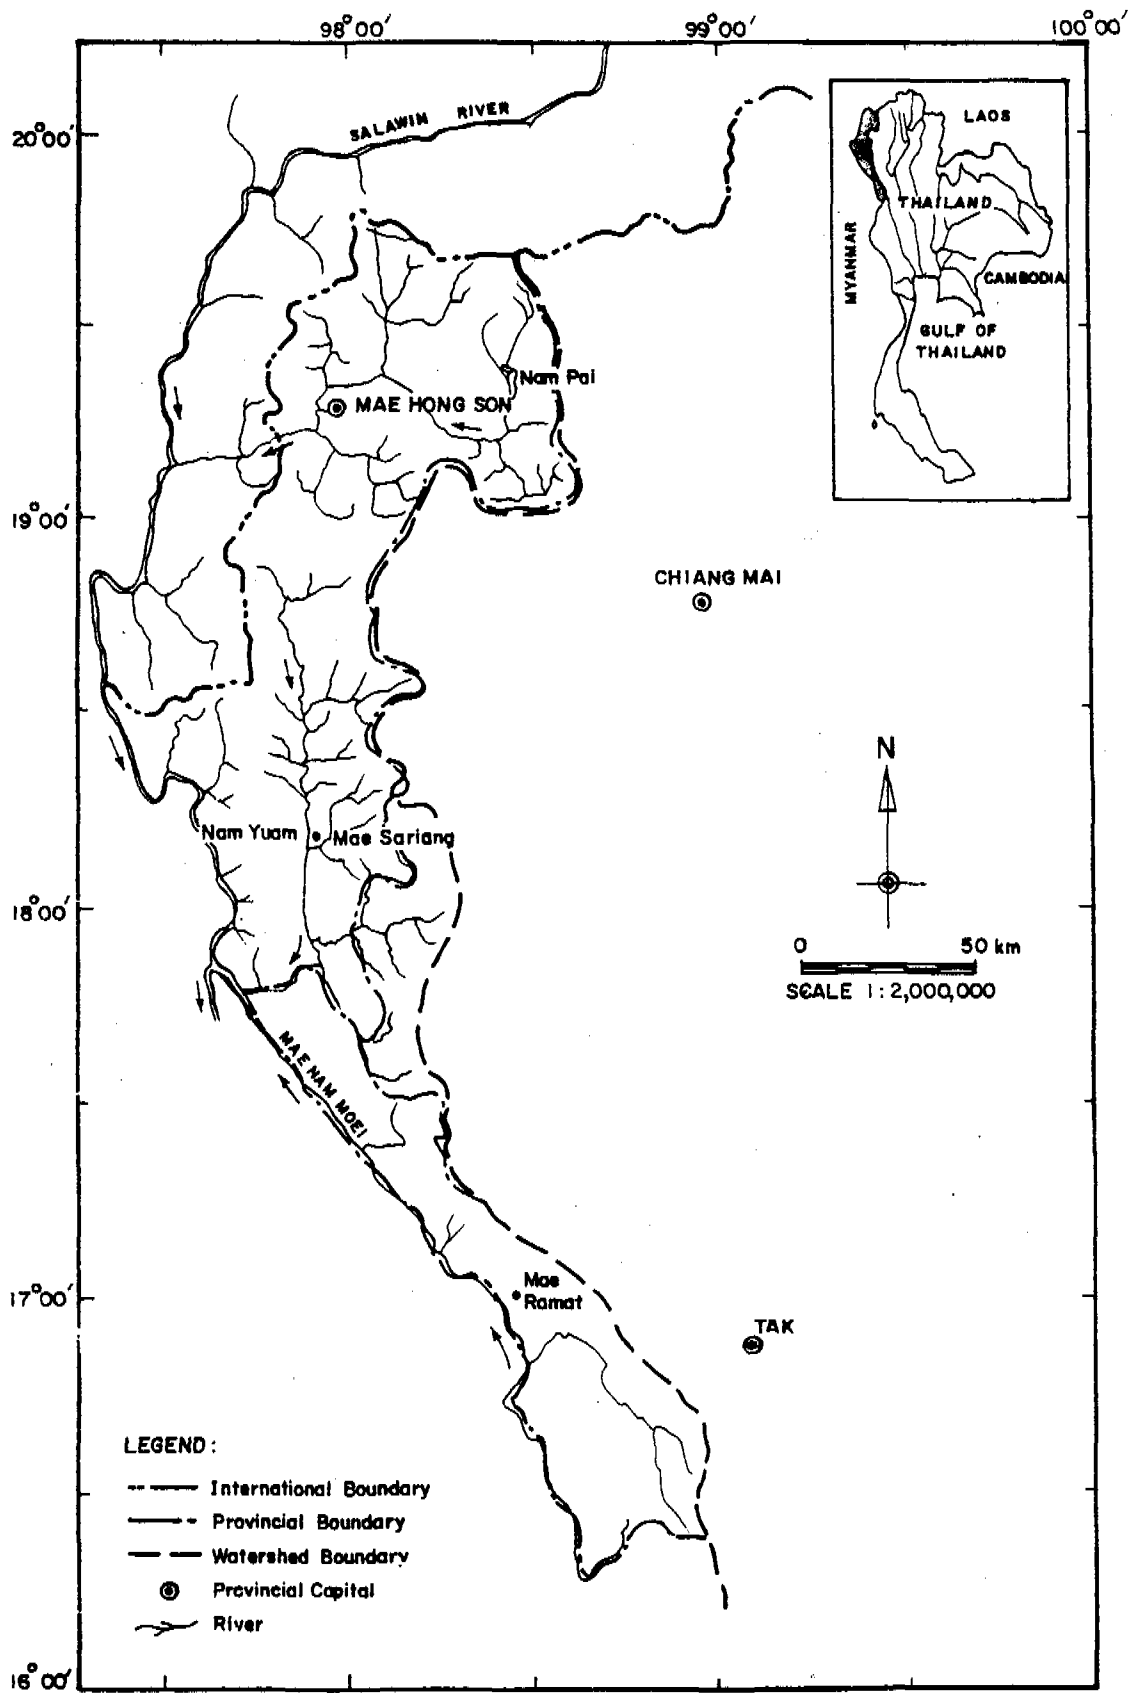 98°00'
99°00'
100°00'
20°00'
SALAWIN RIVER
LAOS
THAILAND
MYANMAR
CAMBODIA
GULF OF
THAILAND
Nam Pai
MAE HONG SON
19°00'
CHIANG MAI
N
Nam Yuam
Mae Sariang
18°00'
0 50 km
SCALE 1:2,000,000
MAE NAM MOEI
17°00'
Mae
Ramat
TAK
LEGEND:
International Boundary
Provincial Boundary
Watershed Boundary
Provincial Capital
River
16°00'